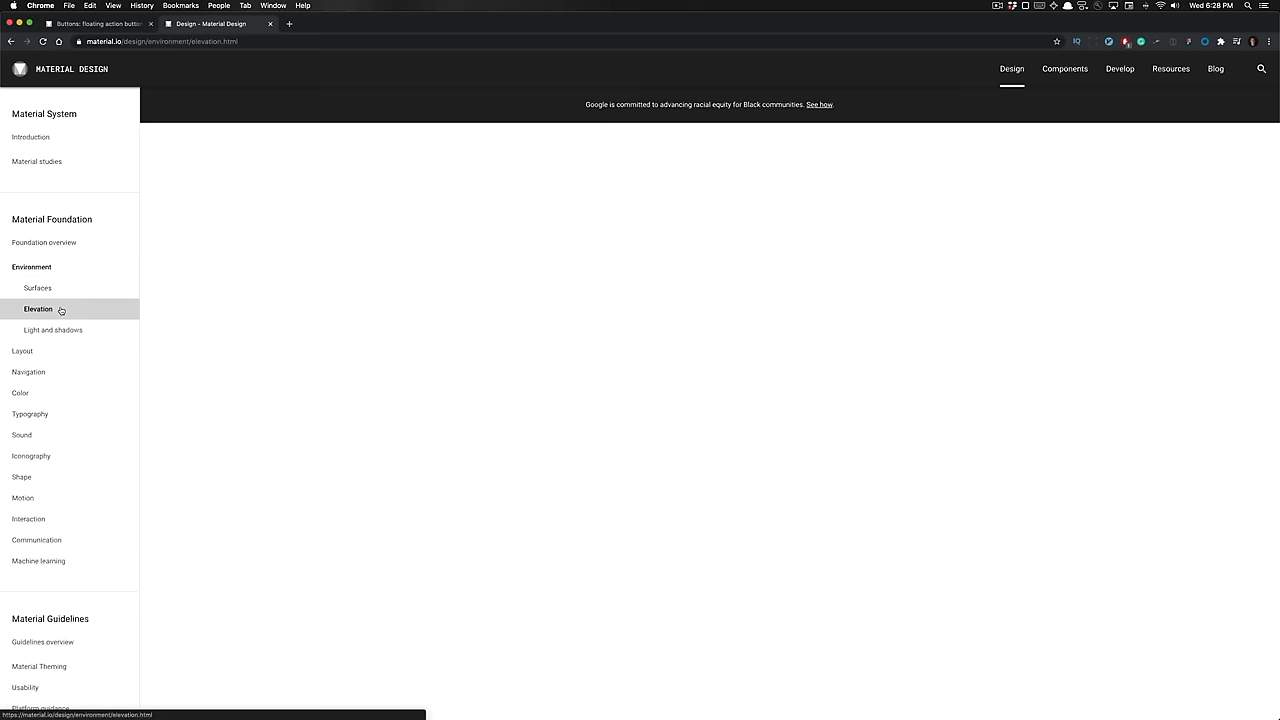 Chrome File Edit View History Bookmarks People Tab Window Help
Wed 6:28 PM
Buttons: floating action button
Design - Material Design
material.io/design/environment/elevation.html
MATERIAL DESIGN
Design Components Develop Resources Blog
Google is committed to advancing racial equity for Black communities. See how.
Material System
Introduction
Material studies
Material Foundation
Foundation overview
Environment
Surfaces
Elevation
Light and shadows
Layout
Navigation
Color
Typography
Sound
Iconography
Shape
Motion
Interaction
Communication
Machine learning
Material Guidelines
Guidelines overview
Material Theming
Usability
Platform guidance
https://material.io/design/environment/elevation.html